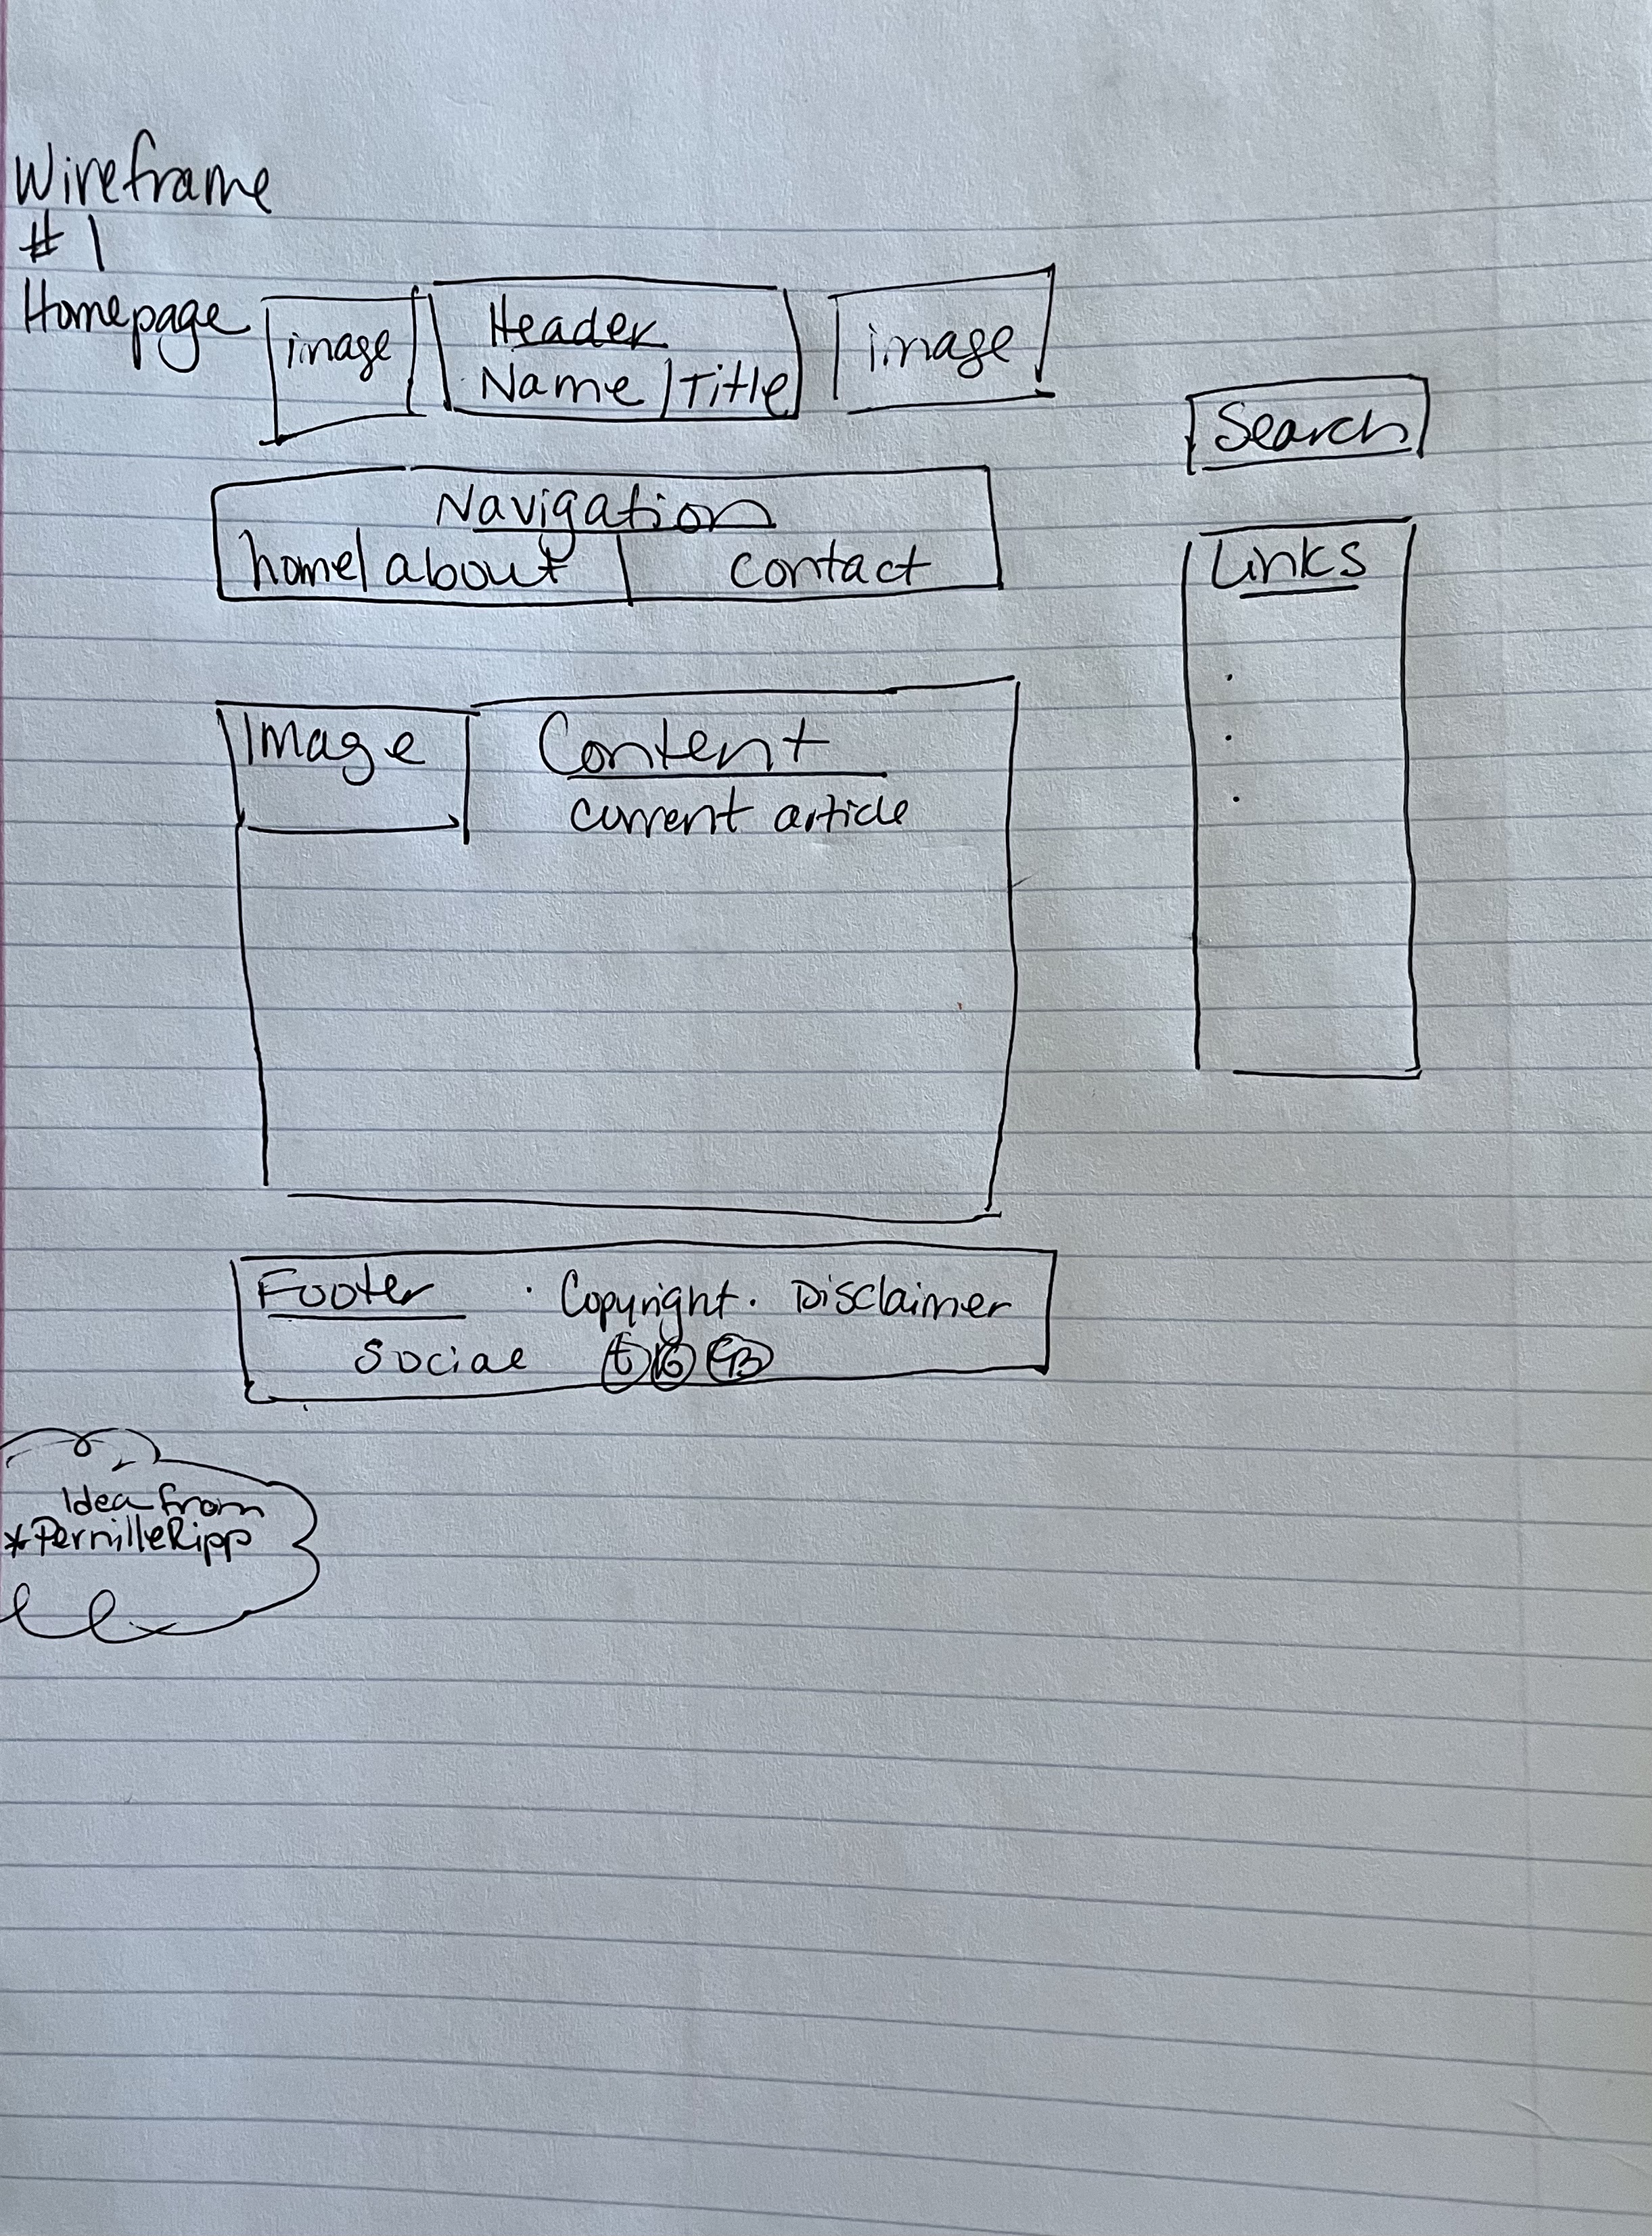 Wireframe
#1
Homepage
image
Header
Name | Title
image
Search
Navigation
home | about | contact
Links
Image
Content
current article
Footer · Copyright · Disclaimer
Social
Idea from
*PernilleRipp